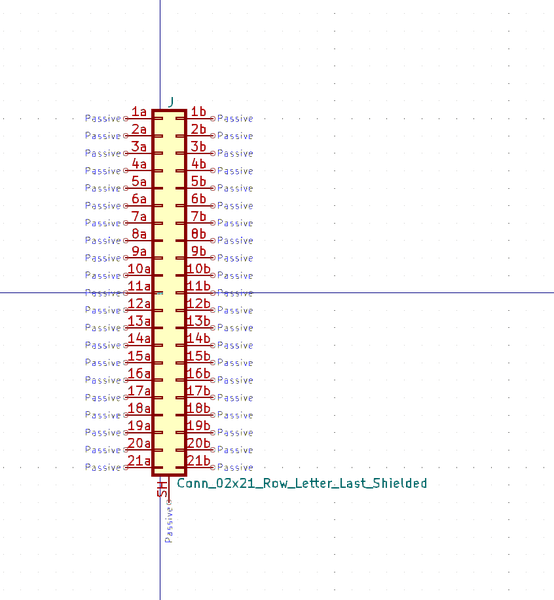 J
Passive 1a 1b Passive
Passive 2a 2b Passive
Passive 3a 3b Passive
Passive 4a 4b Passive
Passive 5a 5b Passive
Passive 6a 6b Passive
Passive 7a 7b Passive
Passive 8a 8b Passive
Passive 9a 9b Passive
Passive 10a 10b Passive
Passive 11a 11b Passive
Passive 12a 12b Passive
Passive 13a 13b Passive
Passive 14a 14b Passive
Passive 15a 15b Passive
Passive 16a 16b Passive
Passive 17a 17b Passive
Passive 18a 18b Passive
Passive 19a 19b Passive
Passive 20a 20b Passive
Passive 21a 21b Passive
SH Conn_02x21_Row_Letter_Last_Shielded
Passive